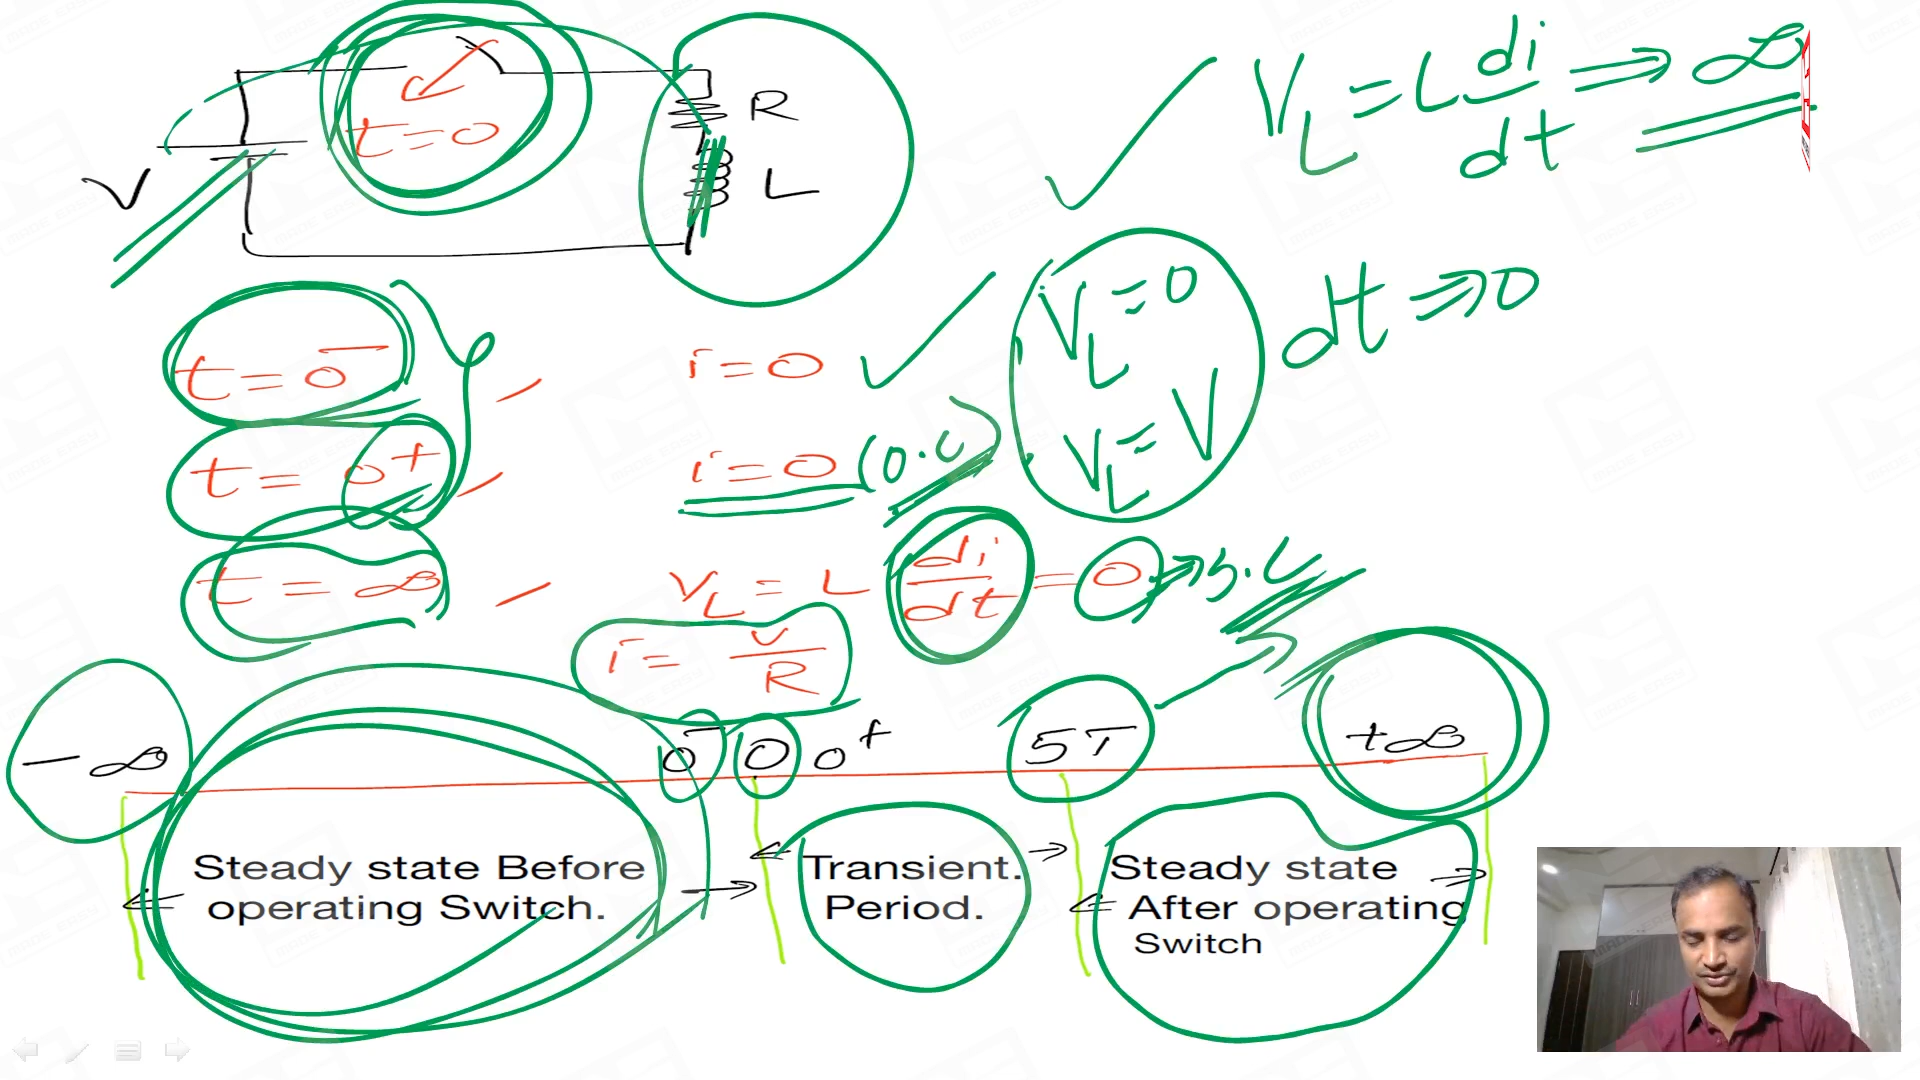 t=0
R
V
L
V_L = L di/dt ⇒ ∞
t = 0⁻
i = 0
V_L = 0
dt ⇒ 0
t = 0⁺
i = 0 (O.C)
V_L = V
t = ∞
V_L = L di/dt = 0 ⇒ S.C
i = V/R
-∞ 0⁻ 0 0⁺ 5T +∞
Steady state Before
operating Switch.
Transient.
Period.
Steady state
After operating
Switch